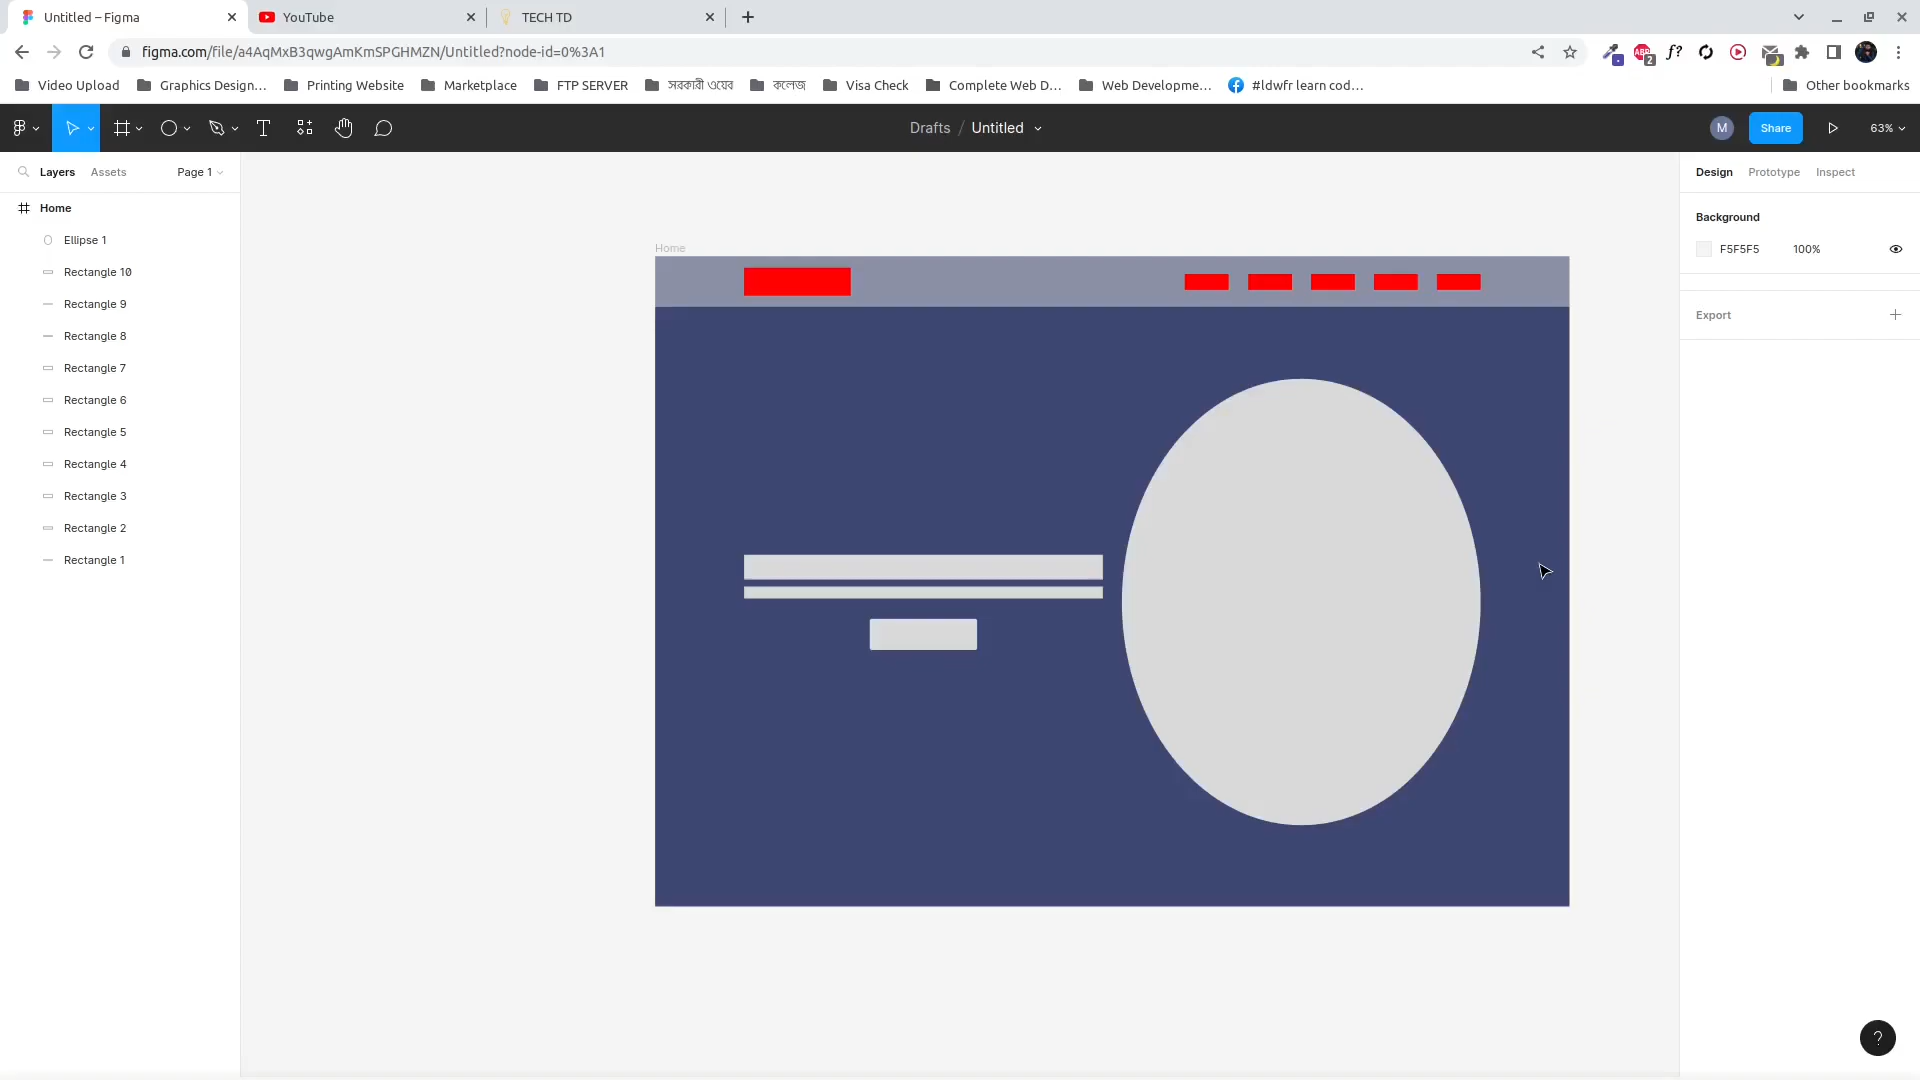 Untitled – Figma
YouTube
TECH TD
figma.com/file/a4AqMxB3qwgAmKmSPGHMZN/Untitled?node-id=0%3A1
ABP
2
f?
Video Upload
Graphics Design...
Printing Website
Marketplace
FTP SERVER
সরকারী ওয়েব
কলেজ
Visa Check
Complete Web D...
Web Developme...
#ldwfr learn cod...
Other bookmarks
Drafts / Untitled
M
Share
63%
Layers
Assets
Page 1
Home
Ellipse 1
Rectangle 10
Rectangle 9
Rectangle 8
Rectangle 7
Rectangle 6
Rectangle 5
Rectangle 4
Rectangle 3
Rectangle 2
Rectangle 1
Home
Design
Prototype
Inspect
Background
F5F5F5
100%
Export
?